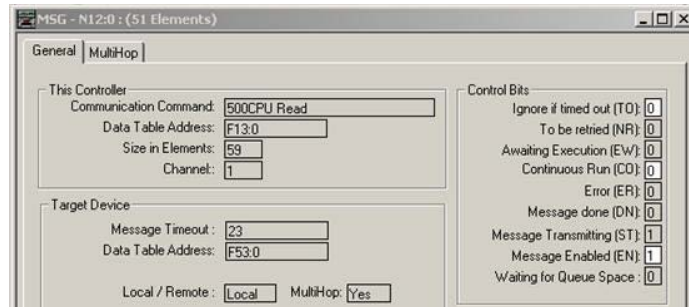 MSG - N12:0 : (51 Elements)
General MultiHop
This Controller
Communication Command: 500CPU Read
Data Table Address: F13:0
Size in Elements: 59
Channel:: 1
Target Device
Message Timeout : 23
Data Table Address: F53:0
Local / Remote : Local MultiHop: Yes
Control Bits
Ignore if timed out (TO): 0
To be retried (NR): 0
Awaiting Execution (EW): 0
Continuous Run (CO): 0
Error (ER): 0
Message done (DN): 0
Message Transmitting (ST): 1
Message Enabled (EN): 1
Waiting for Queue Space : 0